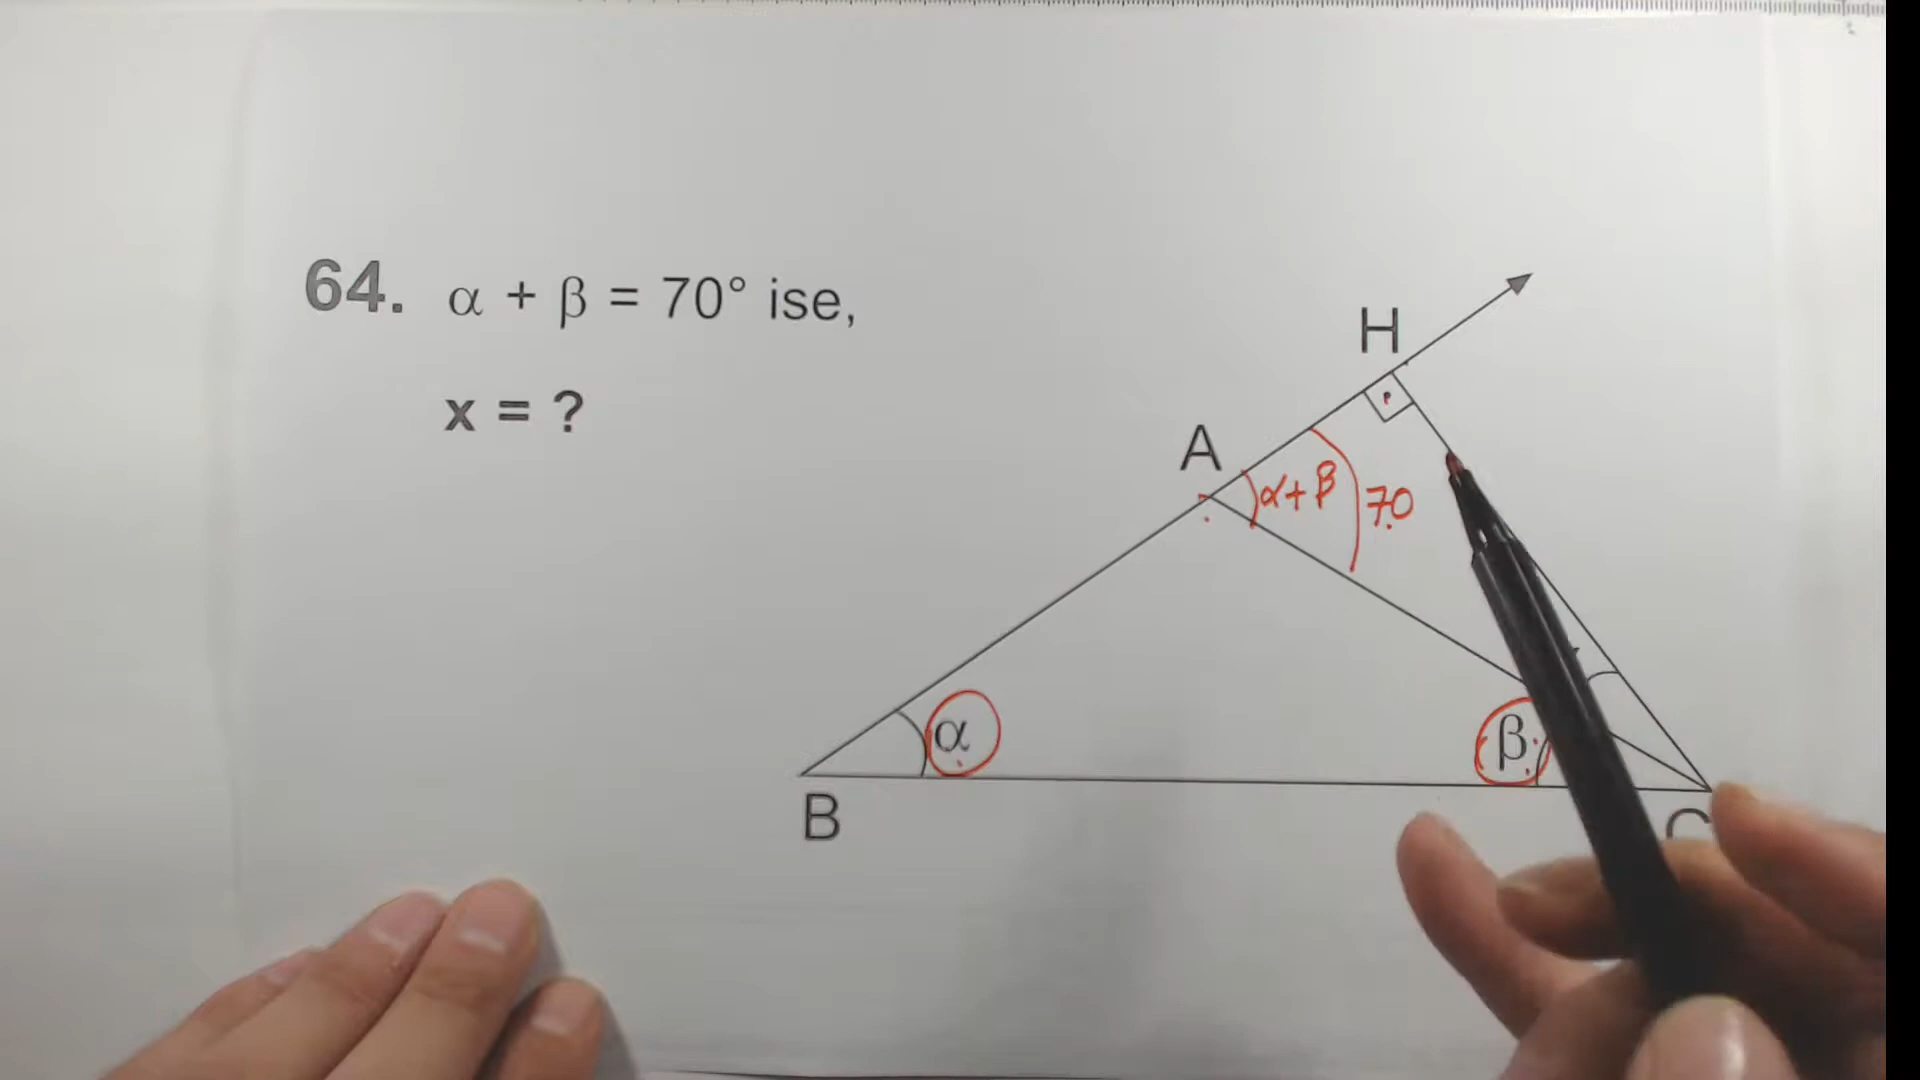 64. α + β = 70° ise,
x = ?
H
A
α+β
70
α
β
B
C